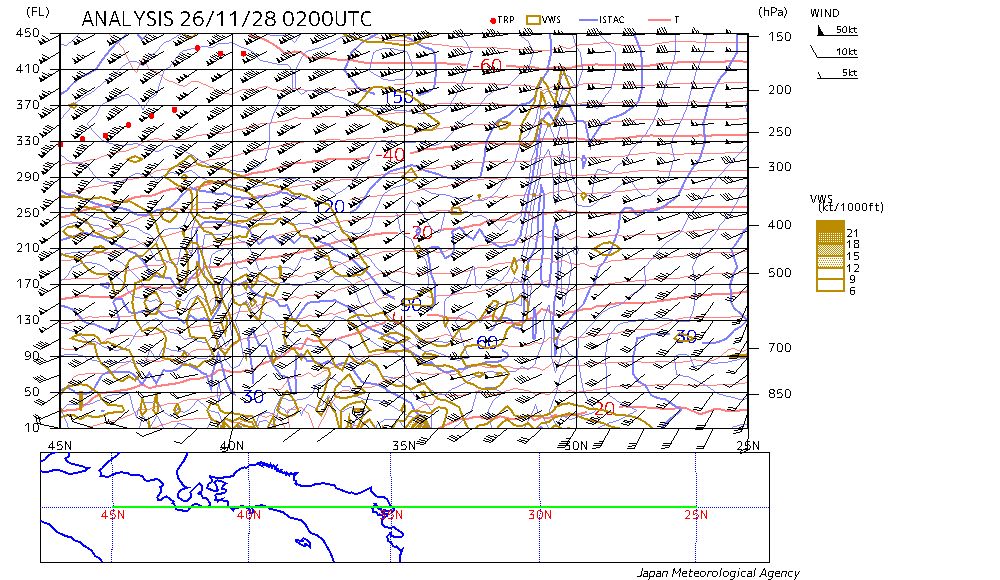 (FL) ANALYSIS 26/11/28 0200UTC TRP VWS ISTAC T (hPa) WIND
450 150 50kt
410 -60 10kt
5kt
370 50 200
330 250
-40
290 300
VWS
(kt/1000ft)
250 20
-20 400
21
210 18
15
500 12
170 9
6
90
130
60 30
90 700
50 30 850
20
10
45N 40N 35N 30N 25N
45N 40N 35N 30N 25N
Japan Meteorological Agency